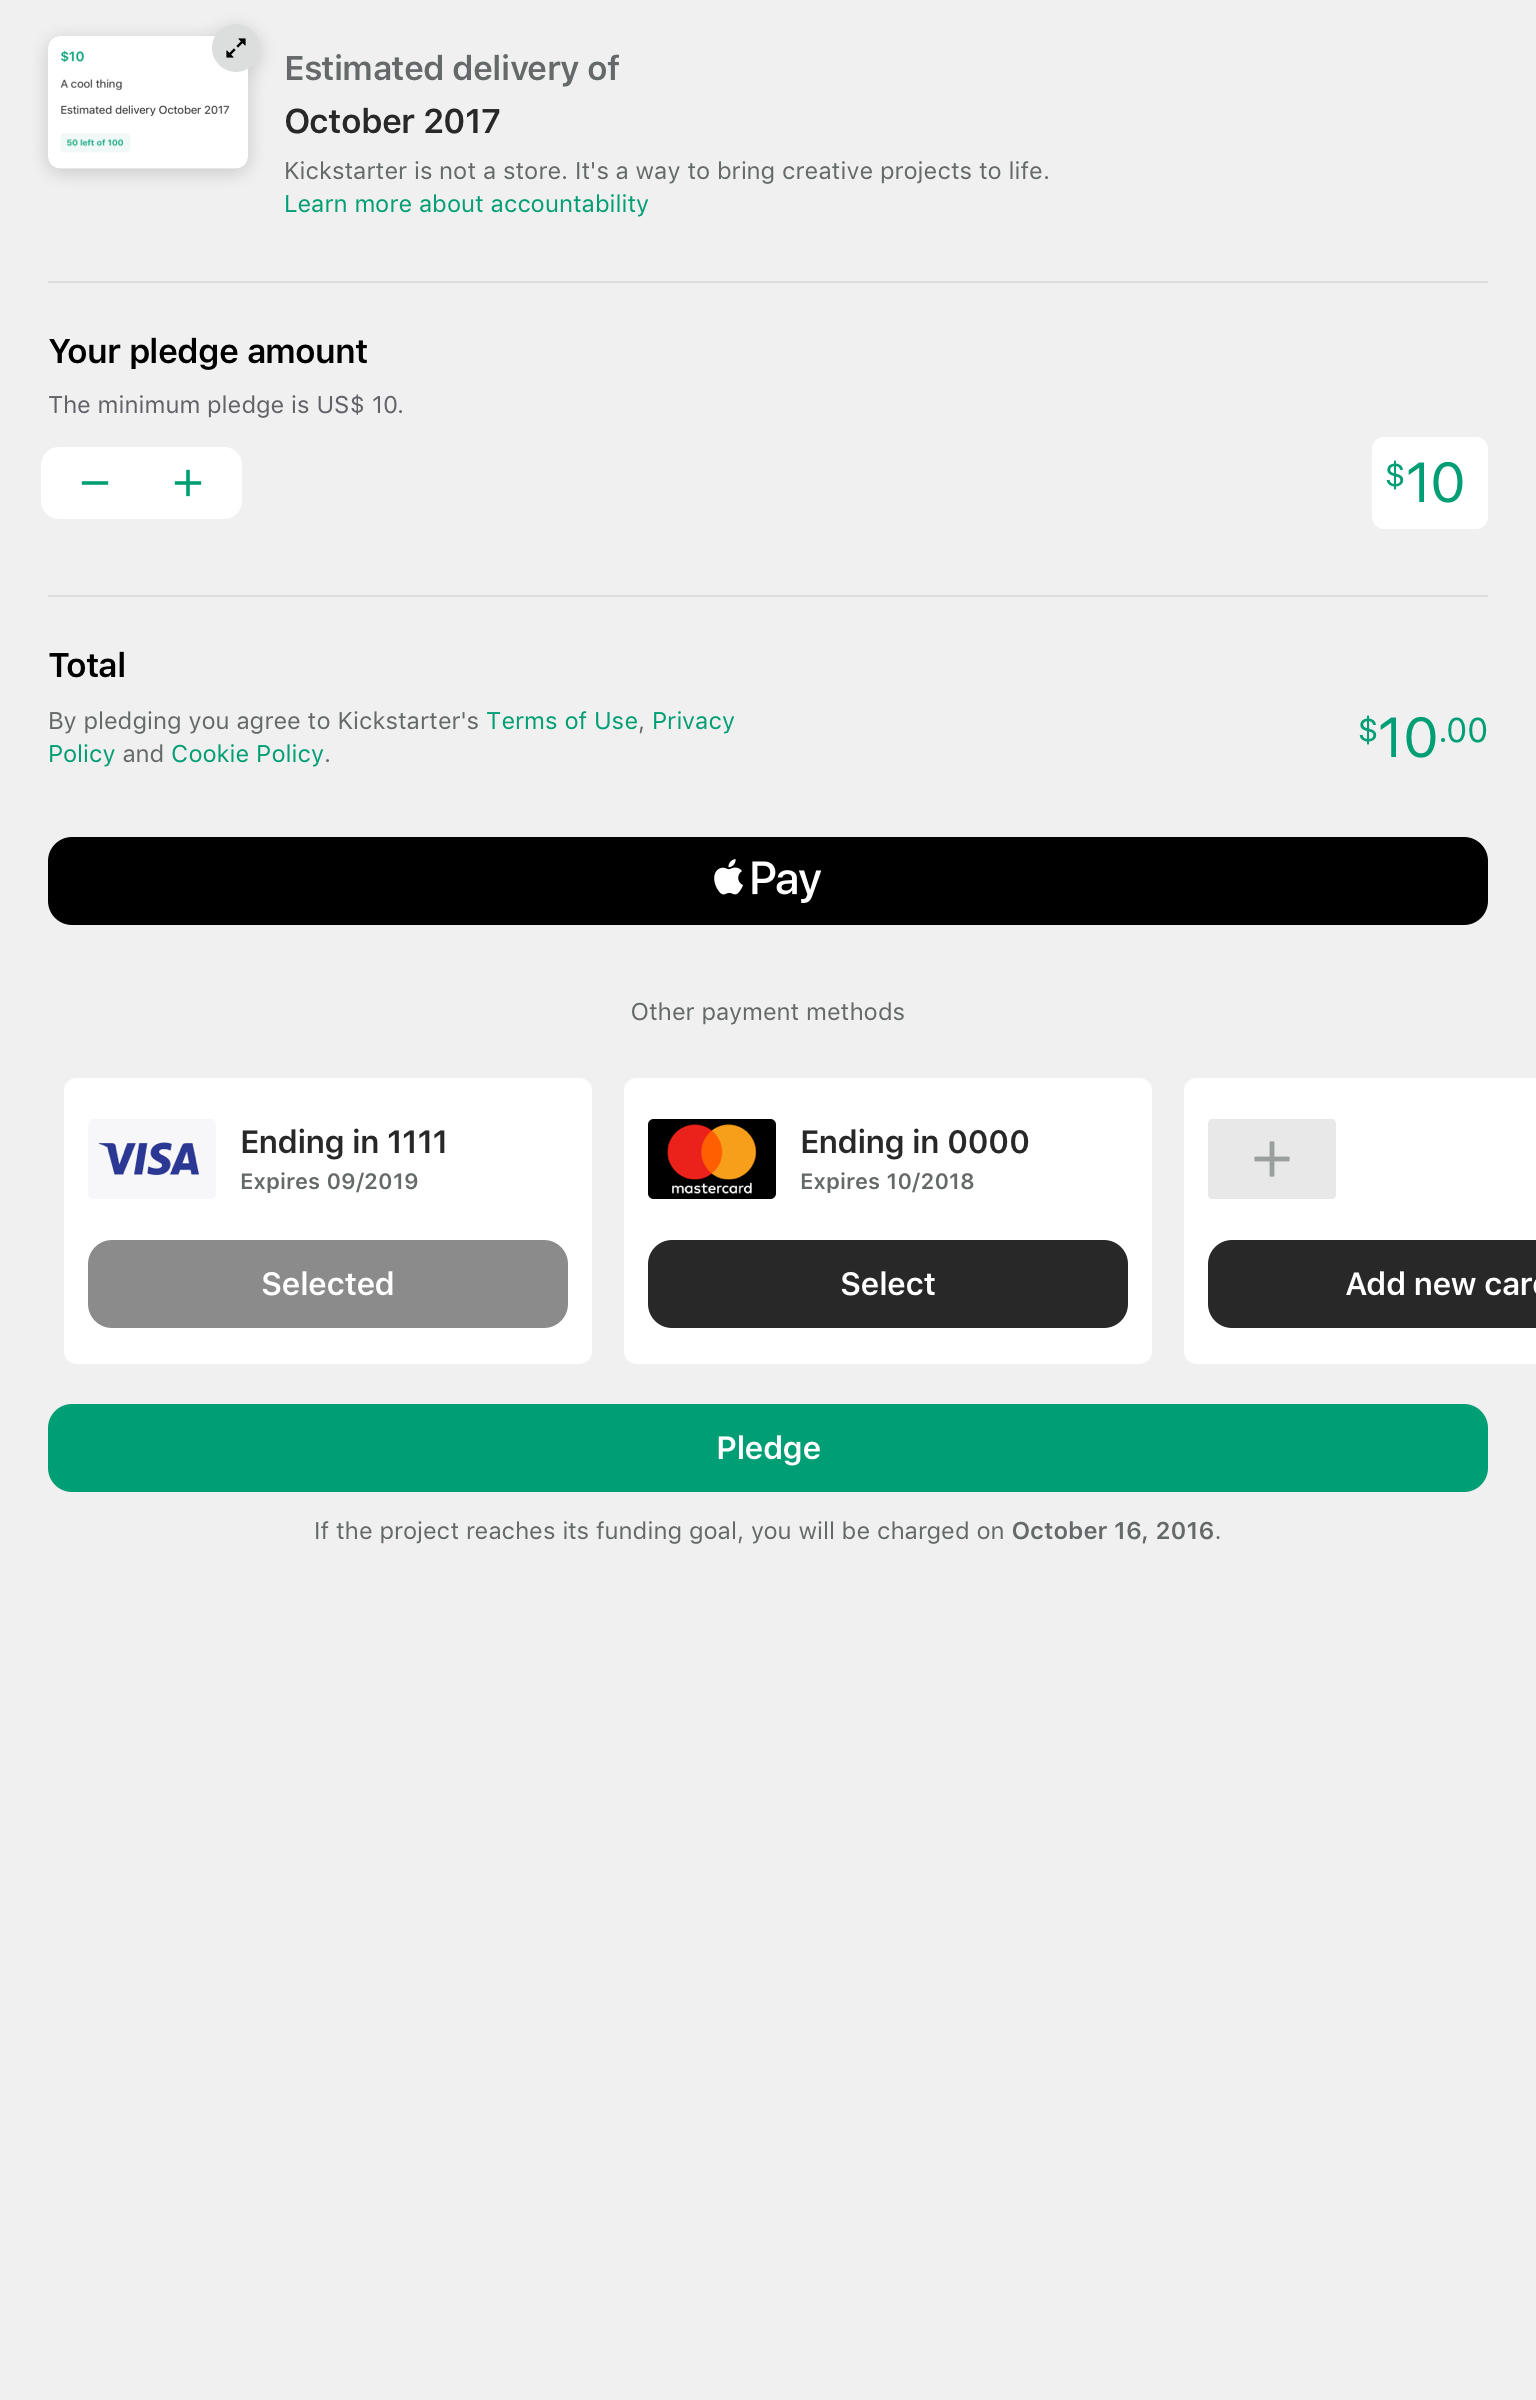 $10
A cool thing
Estimated delivery October 2017
50 left of 100
Estimated delivery of
October 2017
Kickstarter is not a store. It's a way to bring creative projects to life.
Learn more about accountability
Your pledge amount
The minimum pledge is US$ 10.
$10
Total
By pledging you agree to Kickstarter's Terms of Use, Privacy
Policy and Cookie Policy.
$10.00
Pay
Other payment methods
VISA
Ending in 1111
Expires 09/2019
Selected
mastercard
Ending in 0000
Expires 10/2018
Select
Add new car
Pledge
If the project reaches its funding goal, you will be charged on October 16, 2016.